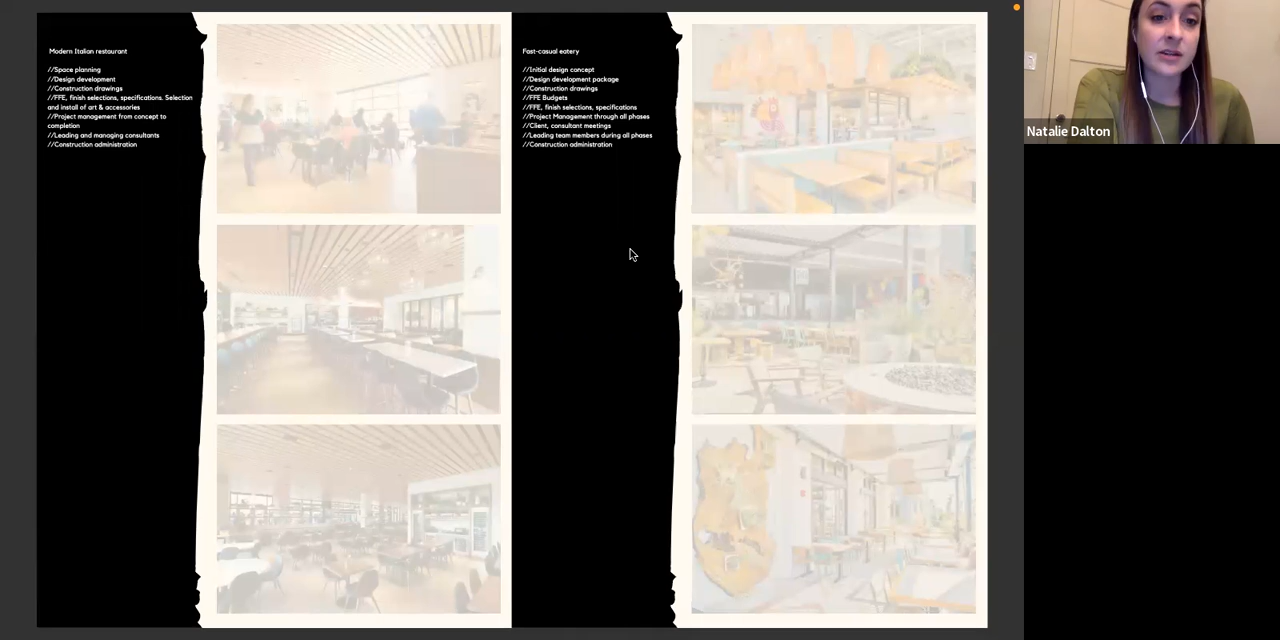 Modern Italian restaurant
//Space planning
//Design development
//Construction drawings
//FFE, finish selections, specifications. Selection
and install of art & accessories
//Project management from concept to
completion
//Leading and managing consultants
//Construction administration
Fast-casual eatery
//Initial design concept
//Design development package
//Construction drawings
//FFE Budgets
//FFE, finish selections, specifications
//Project Management through all phases
//Client, consultant meetings
//Leading team members during all phases
//Construction administration
Natalie Dalton